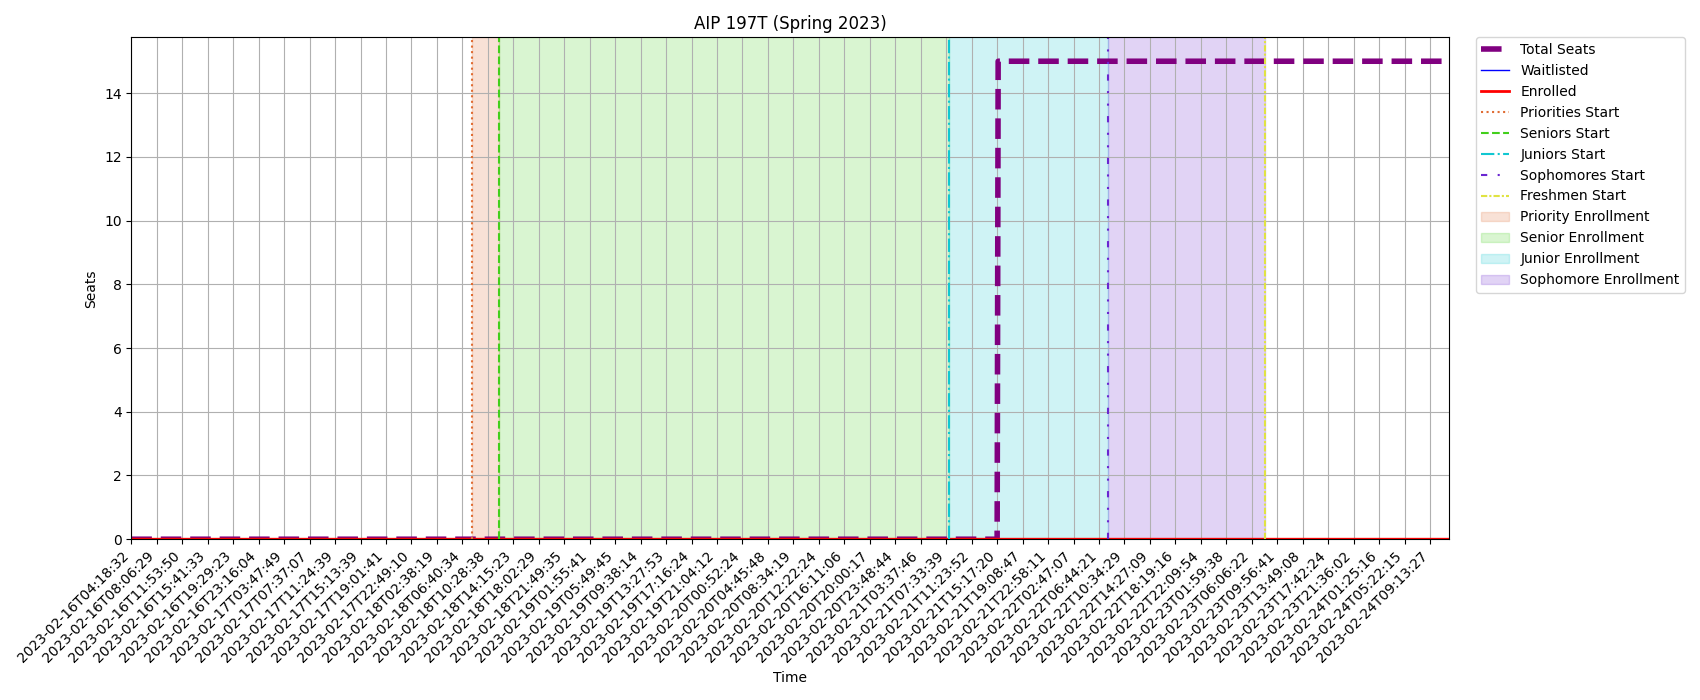 AIP 197T (Spring 2023)
Seats
14
12
10
8
6
4
2
0
2023-02-16T04:18:32
2023-02-16T08:06:29
2023-02-16T11:53:50
2023-02-16T15:41:33
2023-02-16T19:29:23
2023-02-16T23:16:04
2023-02-17T03:47:49
2023-02-17T07:37:07
2023-02-17T11:24:39
2023-02-17T15:13:39
2023-02-17T19:01:41
2023-02-17T22:49:10
2023-02-18T02:38:19
2023-02-18T06:40:34
2023-02-18T10:28:38
2023-02-18T14:15:23
2023-02-18T18:02:29
2023-02-18T21:49:35
2023-02-19T01:55:41
2023-02-19T05:49:45
2023-02-19T09:38:14
2023-02-19T13:27:53
2023-02-19T17:16:24
2023-02-19T21:04:12
2023-02-20T00:52:24
2023-02-20T04:45:48
2023-02-20T08:34:19
2023-02-20T12:22:24
2023-02-20T16:11:06
2023-02-20T20:00:17
2023-02-20T23:48:44
2023-02-21T03:37:46
2023-02-21T07:33:39
2023-02-21T11:23:52
2023-02-21T15:17:20
2023-02-21T19:08:47
2023-02-21T22:58:11
2023-02-22T02:47:07
2023-02-22T06:44:21
2023-02-22T10:34:29
2023-02-22T14:27:09
2023-02-22T18:19:16
2023-02-22T22:09:54
2023-02-23T01:59:38
2023-02-23T06:06:22
2023-02-23T09:56:41
2023-02-23T13:49:08
2023-02-23T17:42:24
2023-02-23T21:36:02
2023-02-24T01:25:16
2023-02-24T05:22:15
2023-02-24T09:13:27
Time
Total Seats
Waitlisted
Enrolled
Priorities Start
Seniors Start
Juniors Start
Sophomores Start
Freshmen Start
Priority Enrollment
Senior Enrollment
Junior Enrollment
Sophomore Enrollment